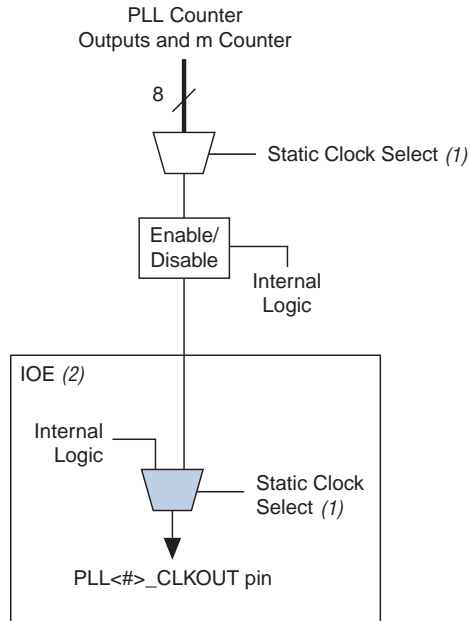 PLL Counter
Outputs and m Counter
8
Static Clock Select (1)
Enable/
Disable
Internal
Logic
IOE (2)
Internal
Logic
Static Clock
Select (1)
PLL<#>_CLKOUT pin